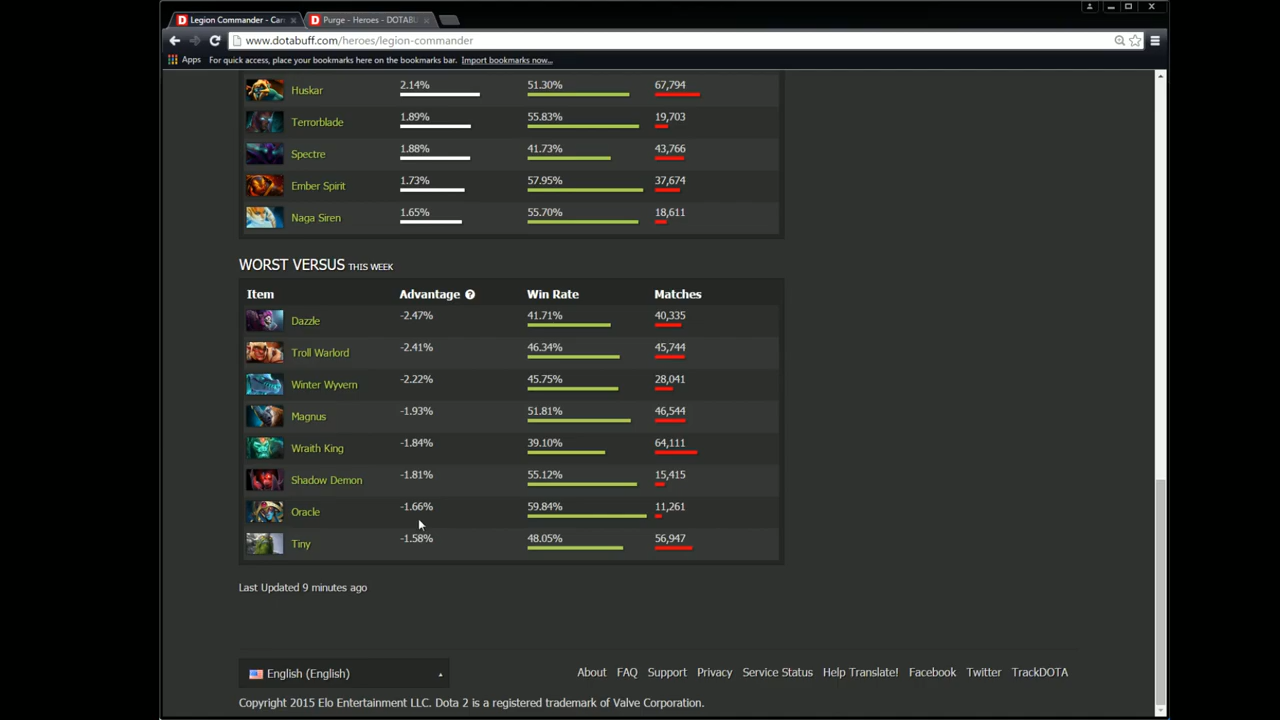 Legion Commander - Car
Purge - Heroes - DOTABU
www.dotabuff.com/heroes/legion-commander
Apps For quick access, place your bookmarks here on the bookmarks bar. Import bookmarks now...
Huskar 2.14% 51.30% 67,794
Terrorblade 1.89% 55.83% 19,703
Spectre 1.88% 41.73% 43,766
Ember Spirit 1.73% 57.95% 37,674
Naga Siren 1.65% 55.70% 18,611
WORST VERSUS THIS WEEK
Item Advantage ? Win Rate Matches
Dazzle -2.47% 41.71% 40,335
Troll Warlord -2.41% 46.34% 45,744
Winter Wyvern -2.22% 45.75% 28,041
Magnus -1.93% 51.81% 46,544
Wraith King -1.84% 39.10% 64,111
Shadow Demon -1.81% 55.12% 15,415
Oracle -1.66% 59.84% 11,261
Tiny -1.58% 48.05% 56,947
Last Updated 9 minutes ago
English (English) About FAQ Support Privacy Service Status Help Translate! Facebook Twitter TrackDOTA
Copyright 2015 Elo Entertainment LLC. Dota 2 is a registered trademark of Valve Corporation.